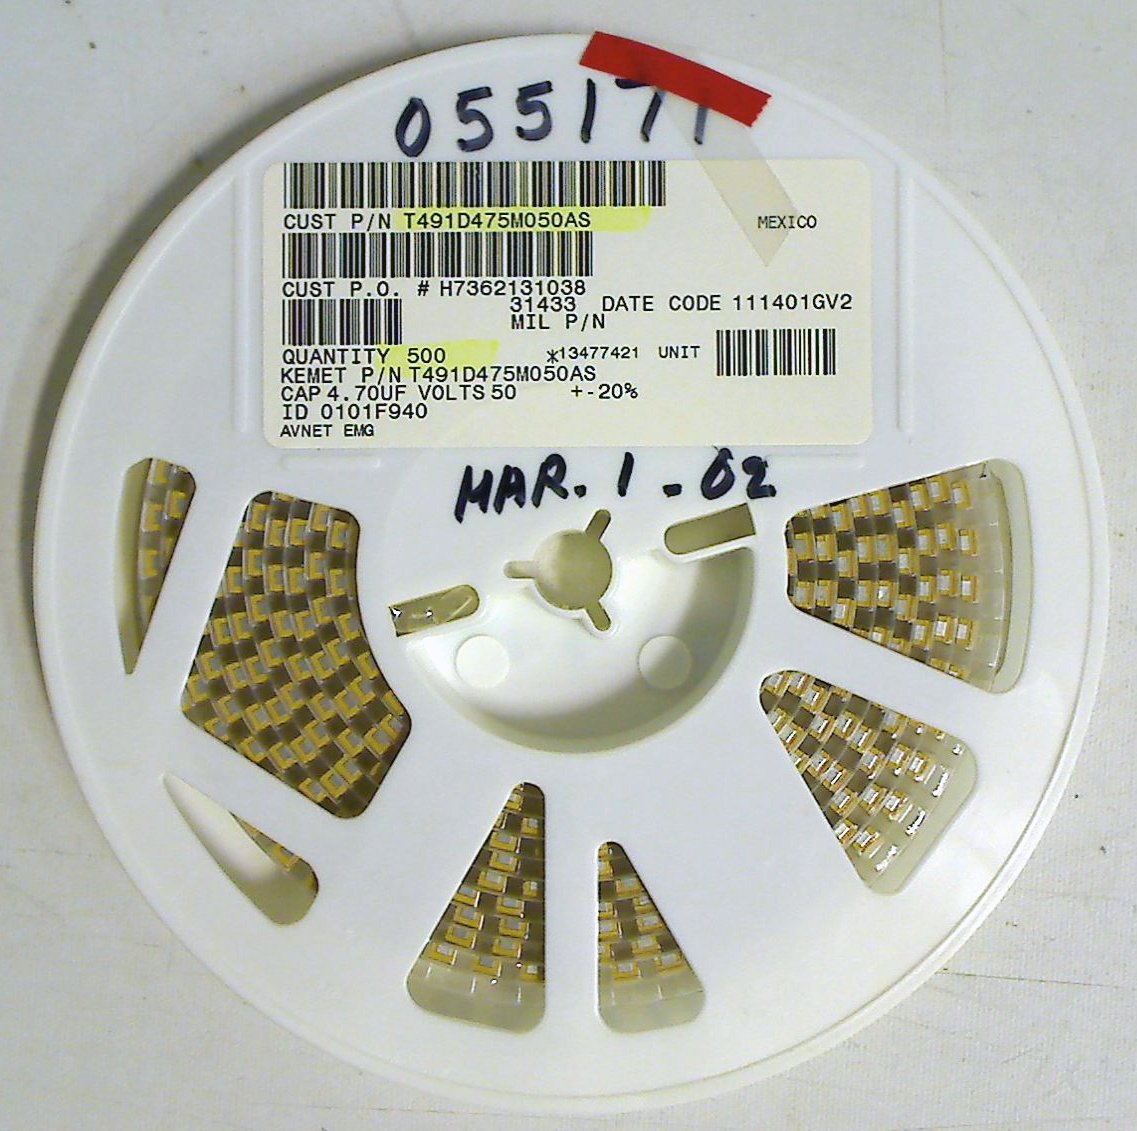 055171
CUST P/N T491D475M050AS
MEXICO
CUST P.O. # H7362131038
31433 DATE CODE 111401GV2
MIL P/N
QUANTITY 500 *13477421 UNIT
KEMET P/N T491D475M050AS
CAP 4.70UF VOLTS 50 +-20%
ID 0101F940
AVNET EMG
MAR. 1 - 02